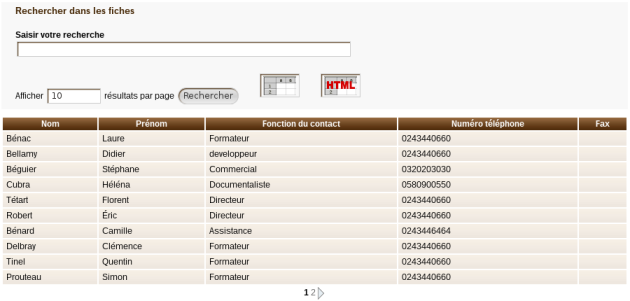 Rechercher dans les fiches
Saisir votre recherche
Afficher 10 résultats par page Rechercher HTML
Nom Prénom Fonction du contact Numéro téléphone Fax
Bénac Laure Formateur 0243440660
Bellamy Didier developpeur 0243440660
Béguier Stéphane Commercial 0320203030
Cubra Héléna Documentaliste 0580900550
Tétart Florent Directeur 0243440660
Robert Éric Directeur 0243440660
Bénard Camille Assistance 0243446464
Delbray Clémence Formateur 0243440660
Tinel Quentin Formateur 0243440660
Prouteau Simon Formateur 0243440660
1 2